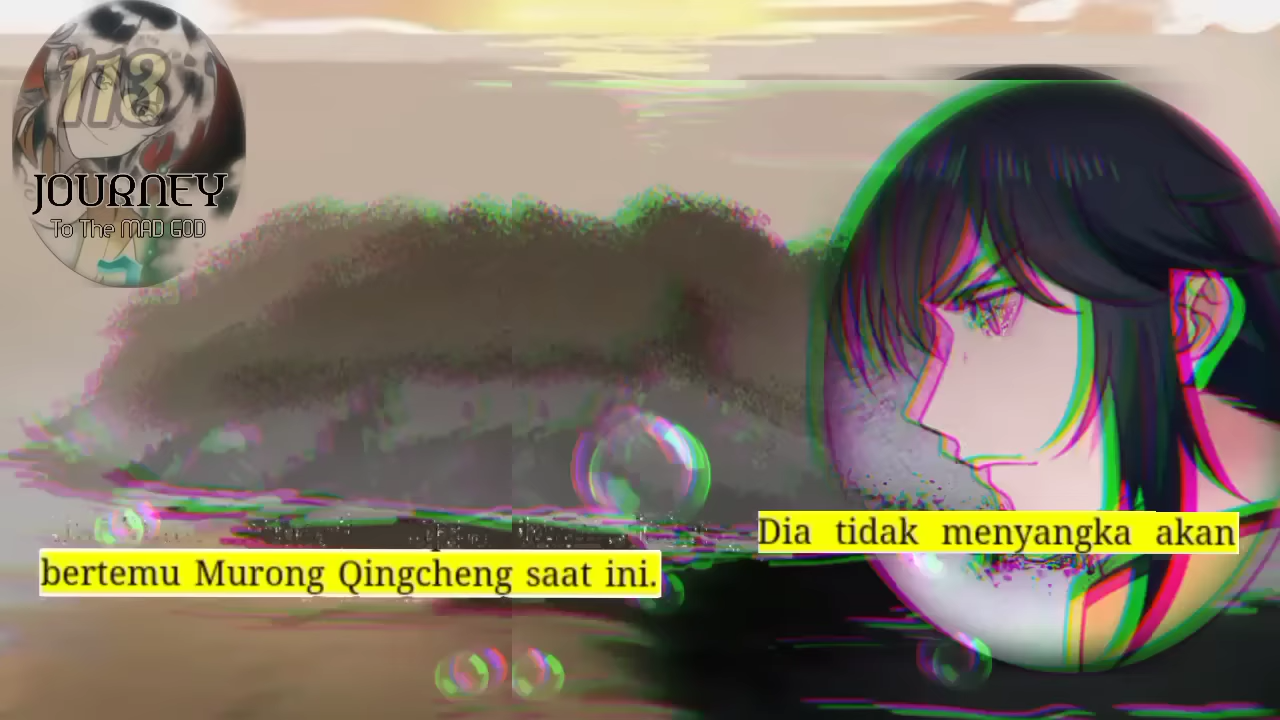 113
JOURNEY
To The MAD GOD
Dia tidak menyangka akan
bertemu Murong Qingcheng saat ini.